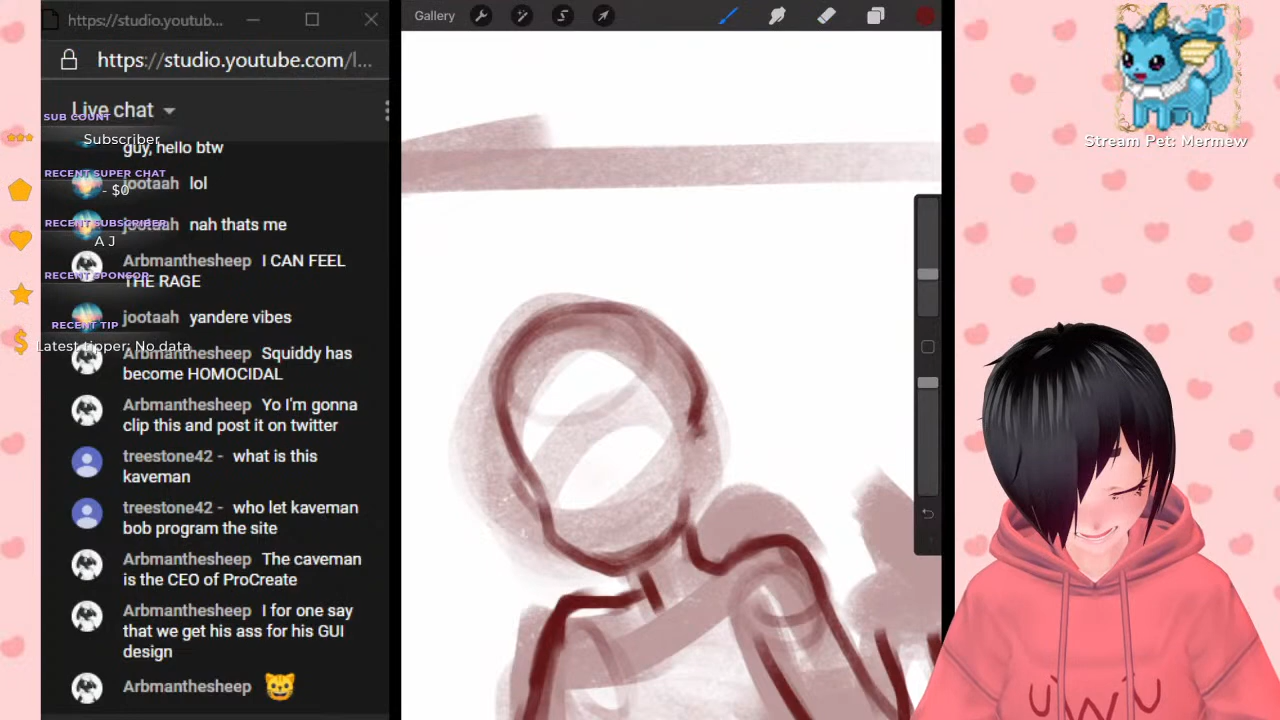 https://studio.youtub...
https://studio.youtube.com/l...
Live chat
SUB COUNT
Subscriber
guy, hello btw
RECENT SUPER CHAT
- $0
jootaah lol
RECENT SUBSCRIBER
A J
jootaah nah thats me
Arbmanthesheep I CAN FEEL
THE RAGE
RECENT SPONSOR
jootaah yandere vibes
RECENT TIP
Latest tipper: No data
Arbmanthesheep Squiddy has
become HOMOCIDAL
Arbmanthesheep Yo I'm gonna
clip this and post it on twitter
treestone42 - what is this
kaveman
treestone42 - who let kaveman
bob program the site
Arbmanthesheep The caveman
is the CEO of ProCreate
Arbmanthesheep I for one say
that we get his ass for his GUI
design
Arbmanthesheep 😺
Gallery
Stream Pet: Mermew
UWU